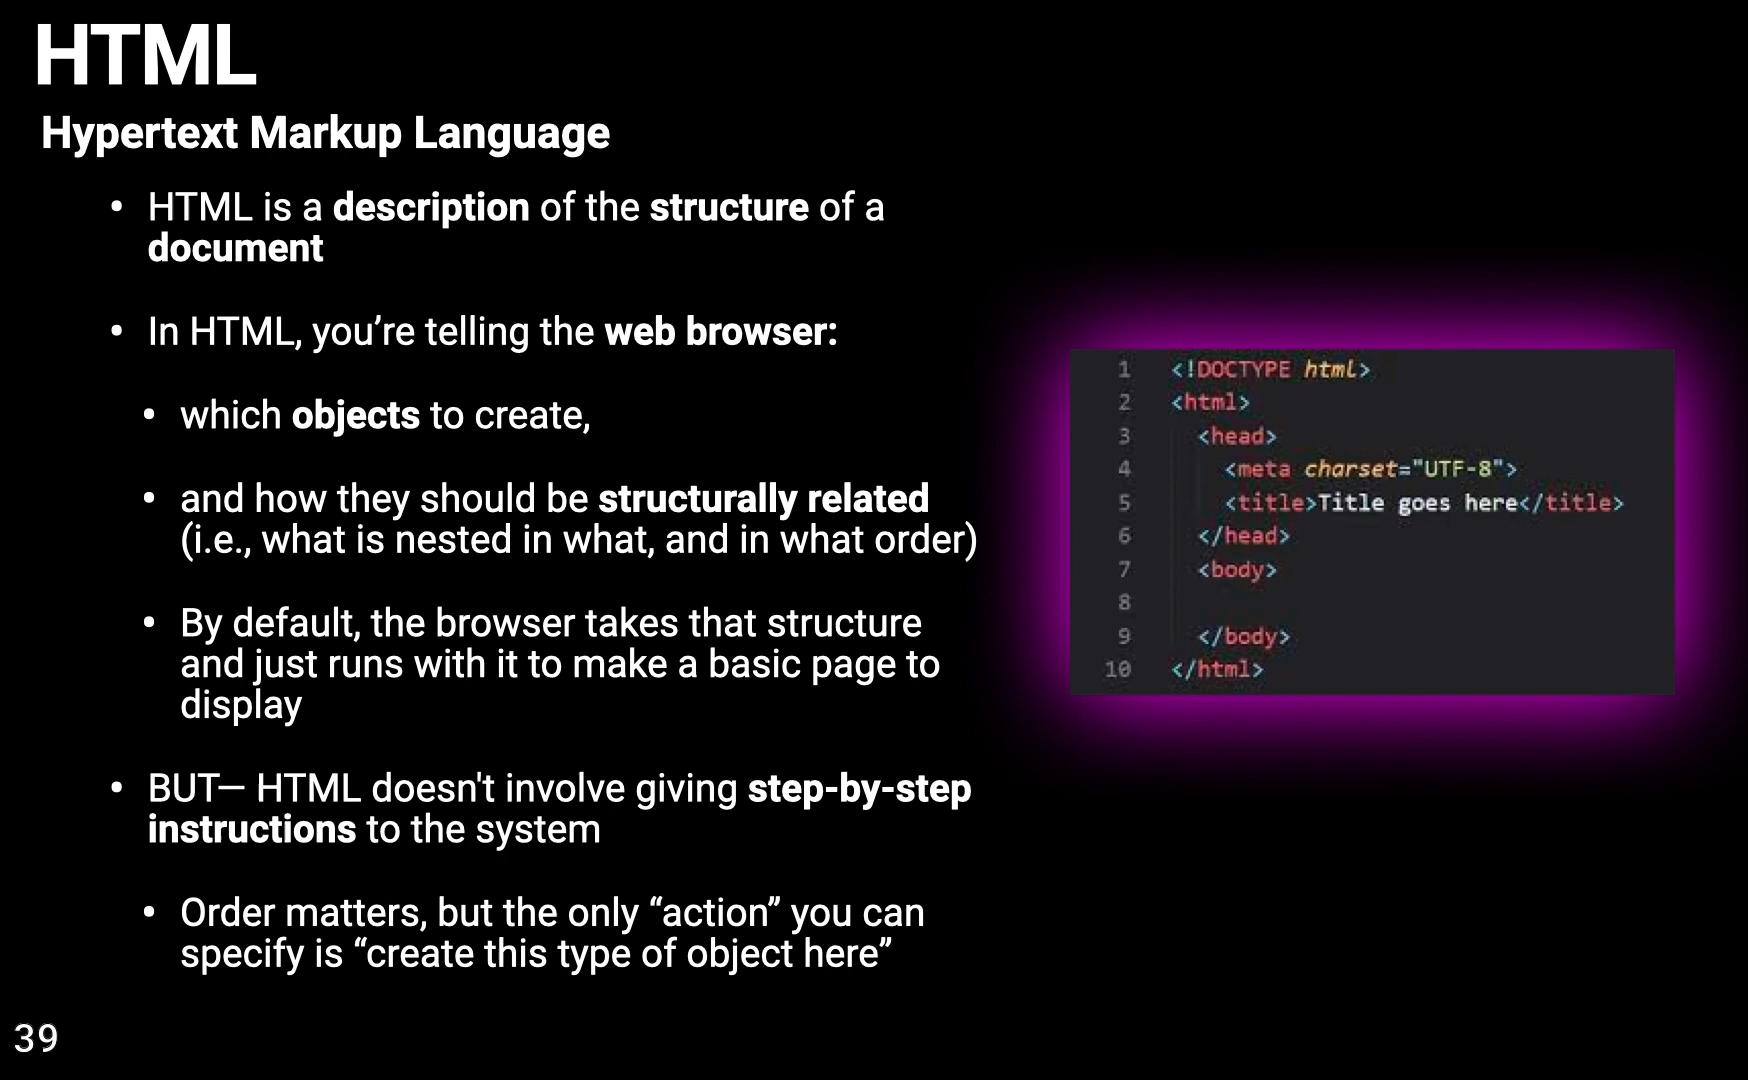 HTML
Hypertext Markup Language
• HTML is a description of the structure of a
document
• In HTML, you’re telling the web browser:
• which objects to create,
• and how they should be structurally related
(i.e., what is nested in what, and in what order)
• By default, the browser takes that structure
and just runs with it to make a basic page to
display
• BUT— HTML doesn't involve giving step-by-step
instructions to the system
• Order matters, but the only “action” you can
specify is “create this type of object here”
1 <!DOCTYPE html>
2 <html>
3 <head>
4 <meta charset="UTF-8">
5 <title>Title goes here</title>
6 </head>
7 <body>
8
9 </body>
10 </html>
39